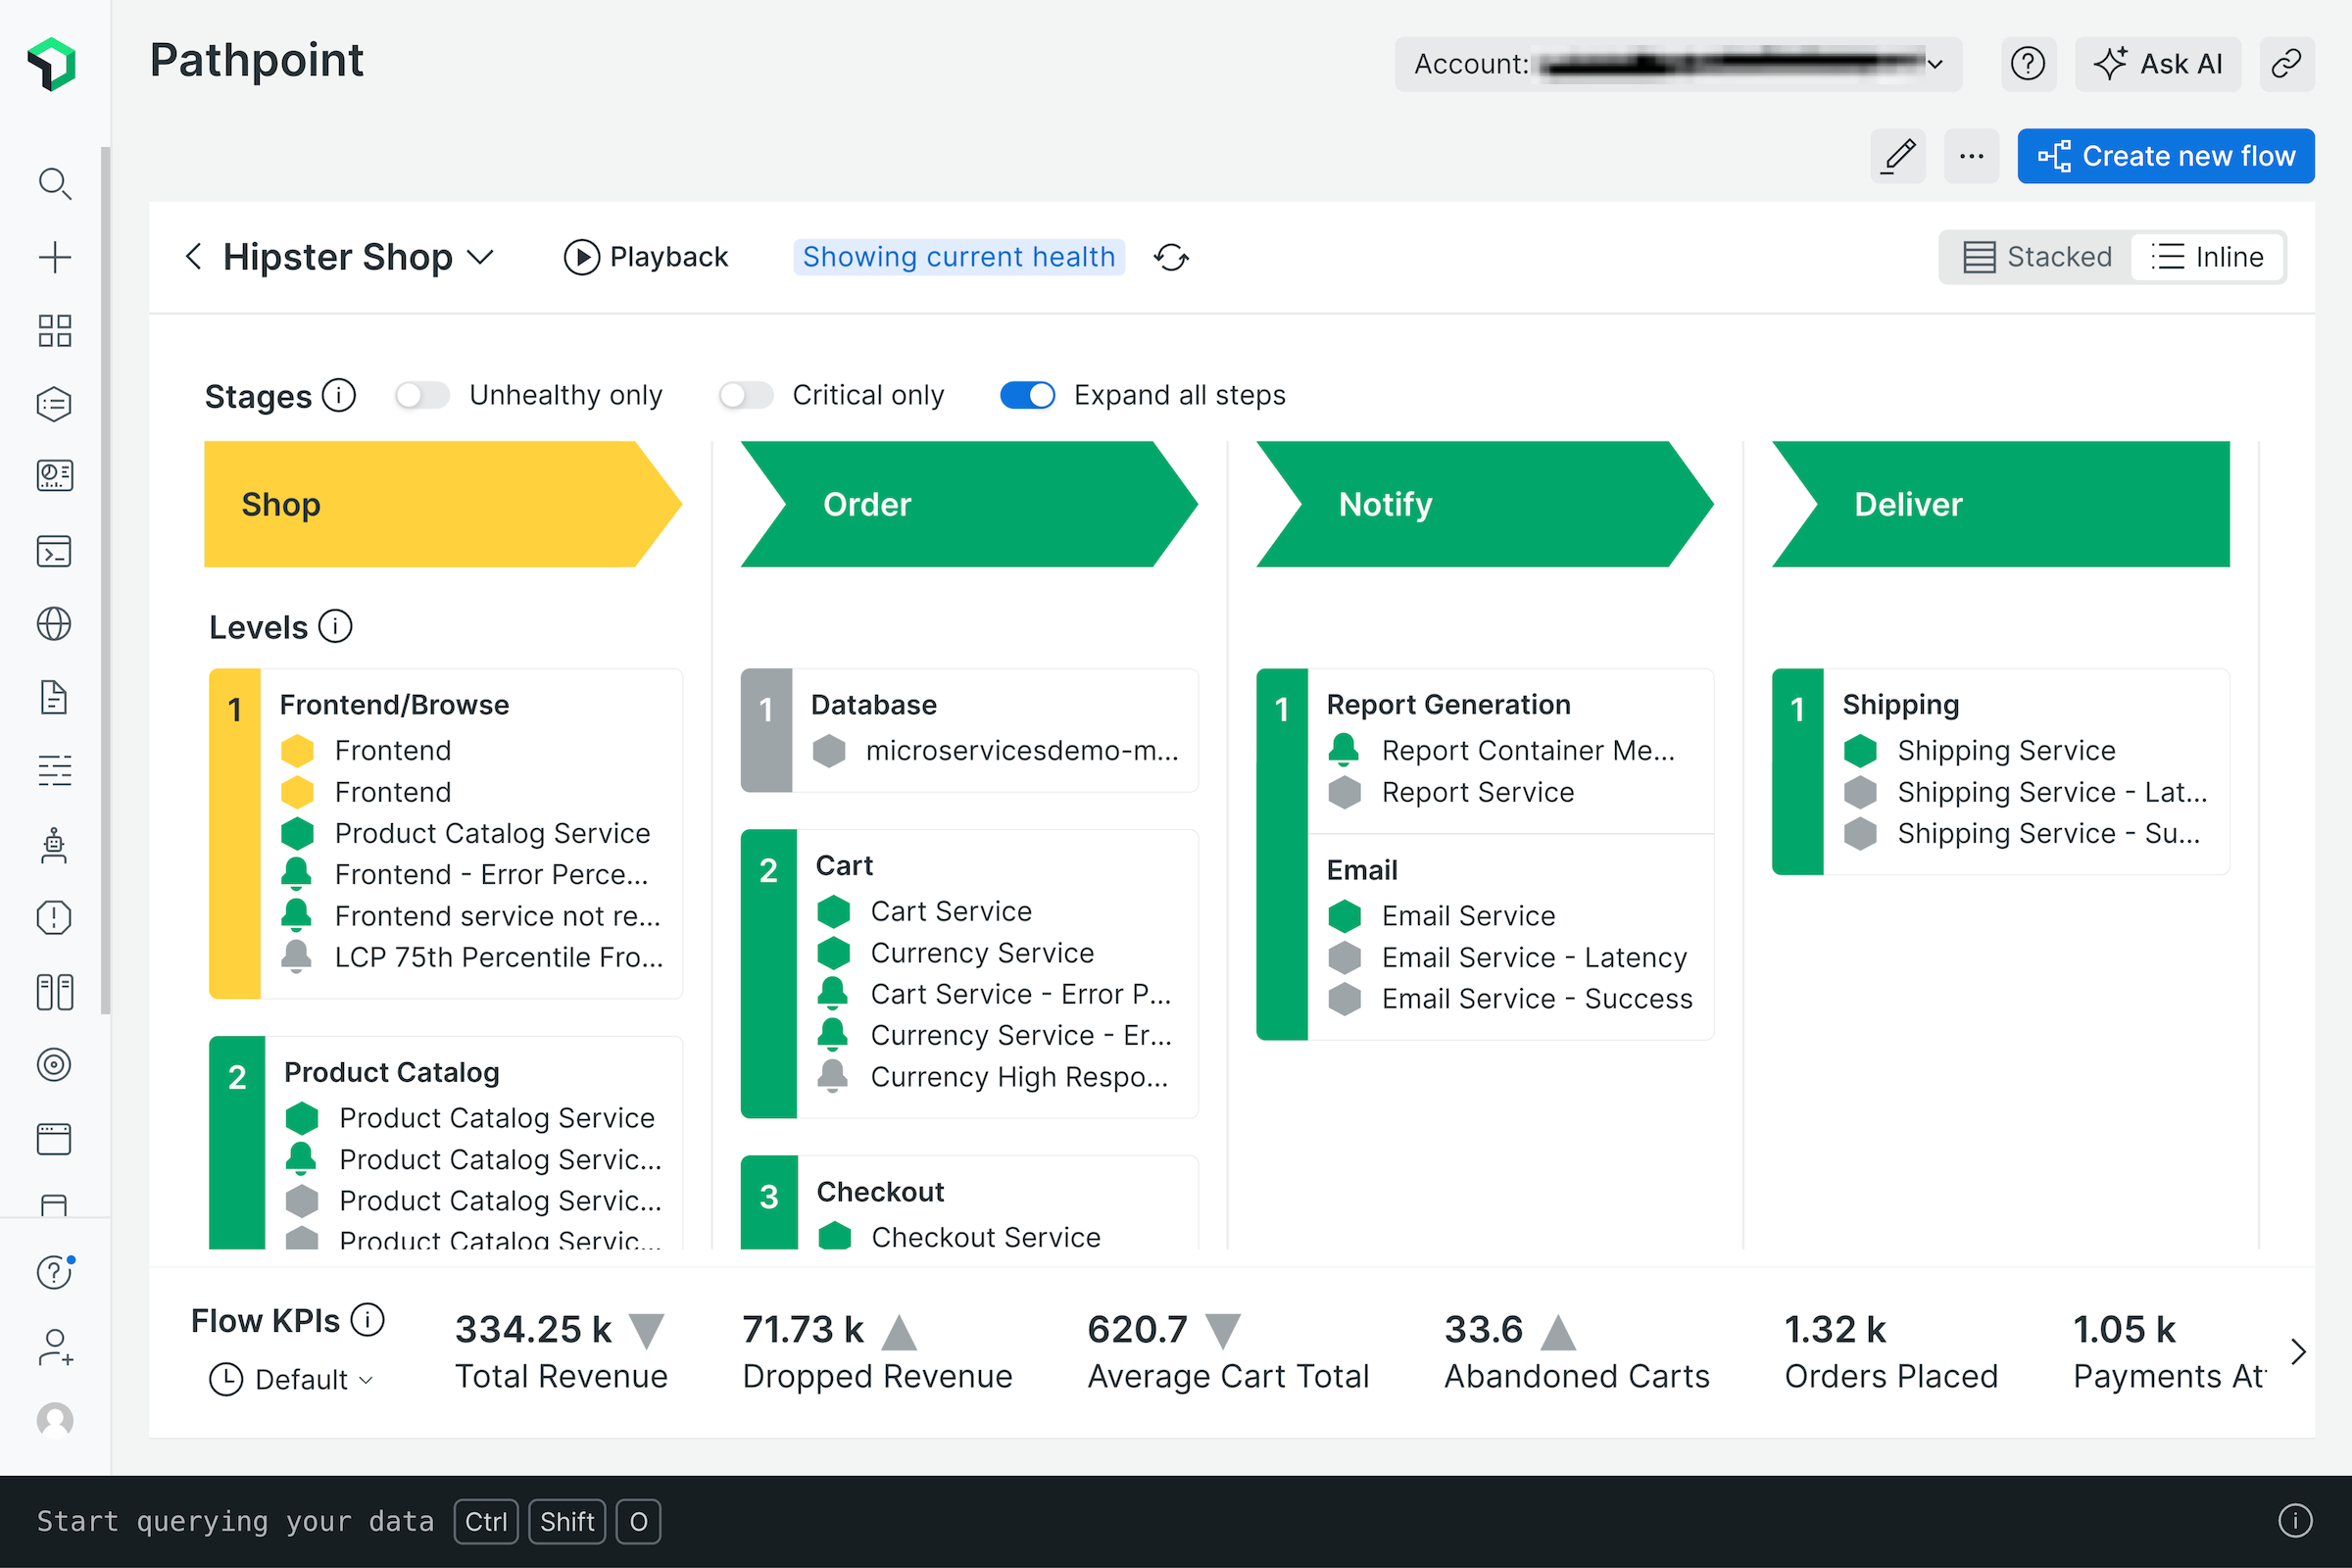 Pathpoint
Account:
Ask AI
Create new flow
Hipster Shop
Playback
Showing current health
Stacked
Inline
Stages
Unhealthy only
Critical only
Expand all steps
Shop
Order
Notify
Deliver
Levels
1
Frontend/Browse
Frontend
Frontend
Product Catalog Service
Frontend - Error Perce...
Frontend service not re...
LCP 75th Percentile Fro...
2
Product Catalog
Product Catalog Service
Product Catalog Servic...
Product Catalog Servic...
Product Catalog Servic...
1
Database
microservicesdemo-m...
2
Cart
Cart Service
Currency Service
Cart Service - Error P...
Currency Service - Er...
Currency High Respo...
3
Checkout
Checkout Service
1
Report Generation
Report Container Me...
Report Service
Email
Email Service
Email Service - Latency
Email Service - Success
1
Shipping
Shipping Service
Shipping Service - Lat...
Shipping Service - Su...
Flow KPIs
Default
334.25 k
Total Revenue
71.73 k
Dropped Revenue
620.7
Average Cart Total
33.6
Abandoned Carts
1.32 k
Orders Placed
1.05 k
Payments At
Start querying your data Ctrl Shift O